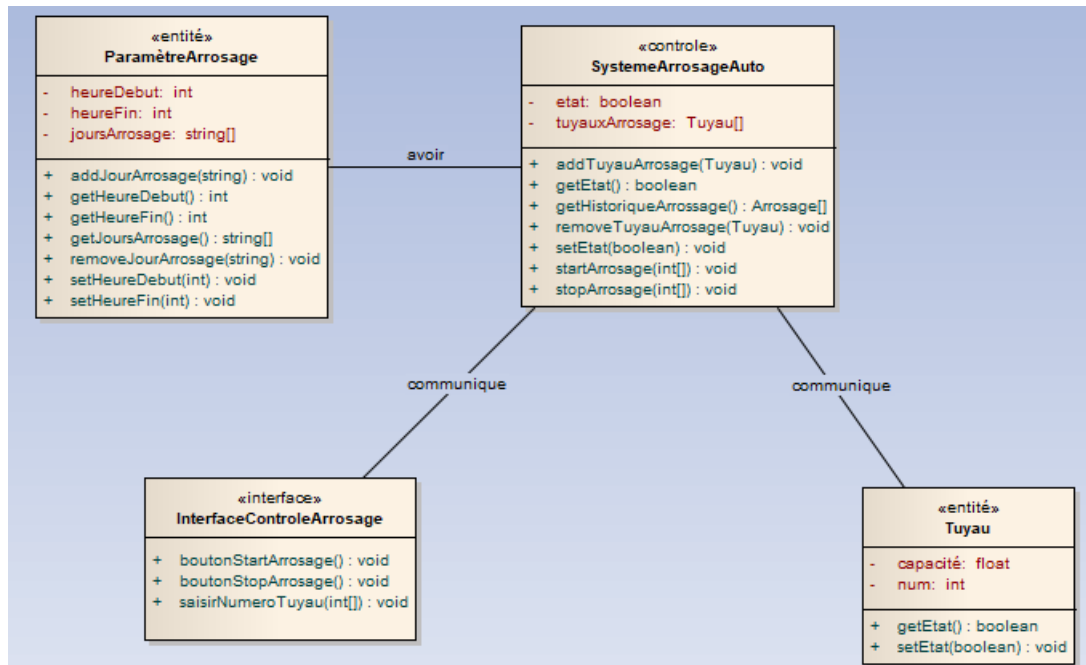 «entité»
ParamètreArrosage
- heureDebut: int
- heureFin: int
- joursArrosage: string[]
+ addJourArrosage(string) : void
+ getHeureDebut() : int
+ getHeureFin() : int
+ getJoursArrosage() : string[]
+ removeJourArrosage(string) : void
+ setHeureDebut(int) : void
+ setHeureFin(int) : void
avoir
«controle»
SystemeArrosageAuto
- etat: boolean
- tuyauxArrosage: Tuyau[]
+ addTuyauArrosage(Tuyau) : void
+ getEtat() : boolean
+ getHistoriqueArrossage() : Arrosage[]
+ removeTuyauArrosage(Tuyau) : void
+ setEtat(boolean) : void
+ startArrosage(int[]) : void
+ stopArrosage(int[]) : void
communique
communique
«interface»
InterfaceControleArrosage
+ boutonStartArrosage() : void
+ boutonStopArrosage() : void
+ saisirNumeroTuyau(int[]) : void
«entité»
Tuyau
- capacité: float
- num: int
+ getEtat() : boolean
+ setEtat(boolean) : void